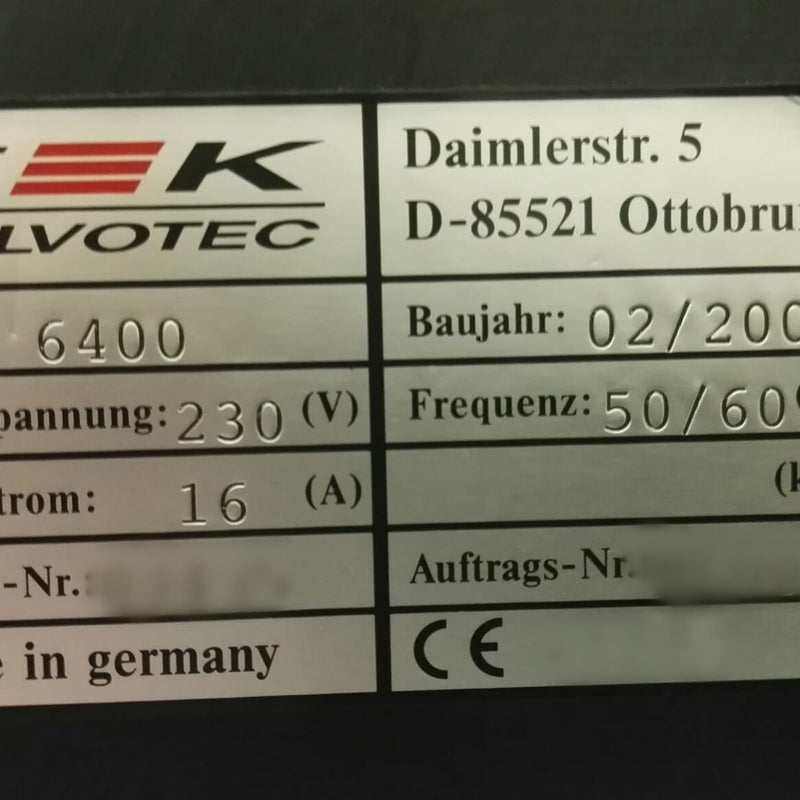 EK
LVOTEC
Daimlerstr. 5
D-85521 Ottobru
6400
Baujahr: 02/200
pannung: 230 (V)
Frequenz: 50/60
trom: 16 (A)
(k
-Nr.
Auftrags-Nr.
e in germany
CE